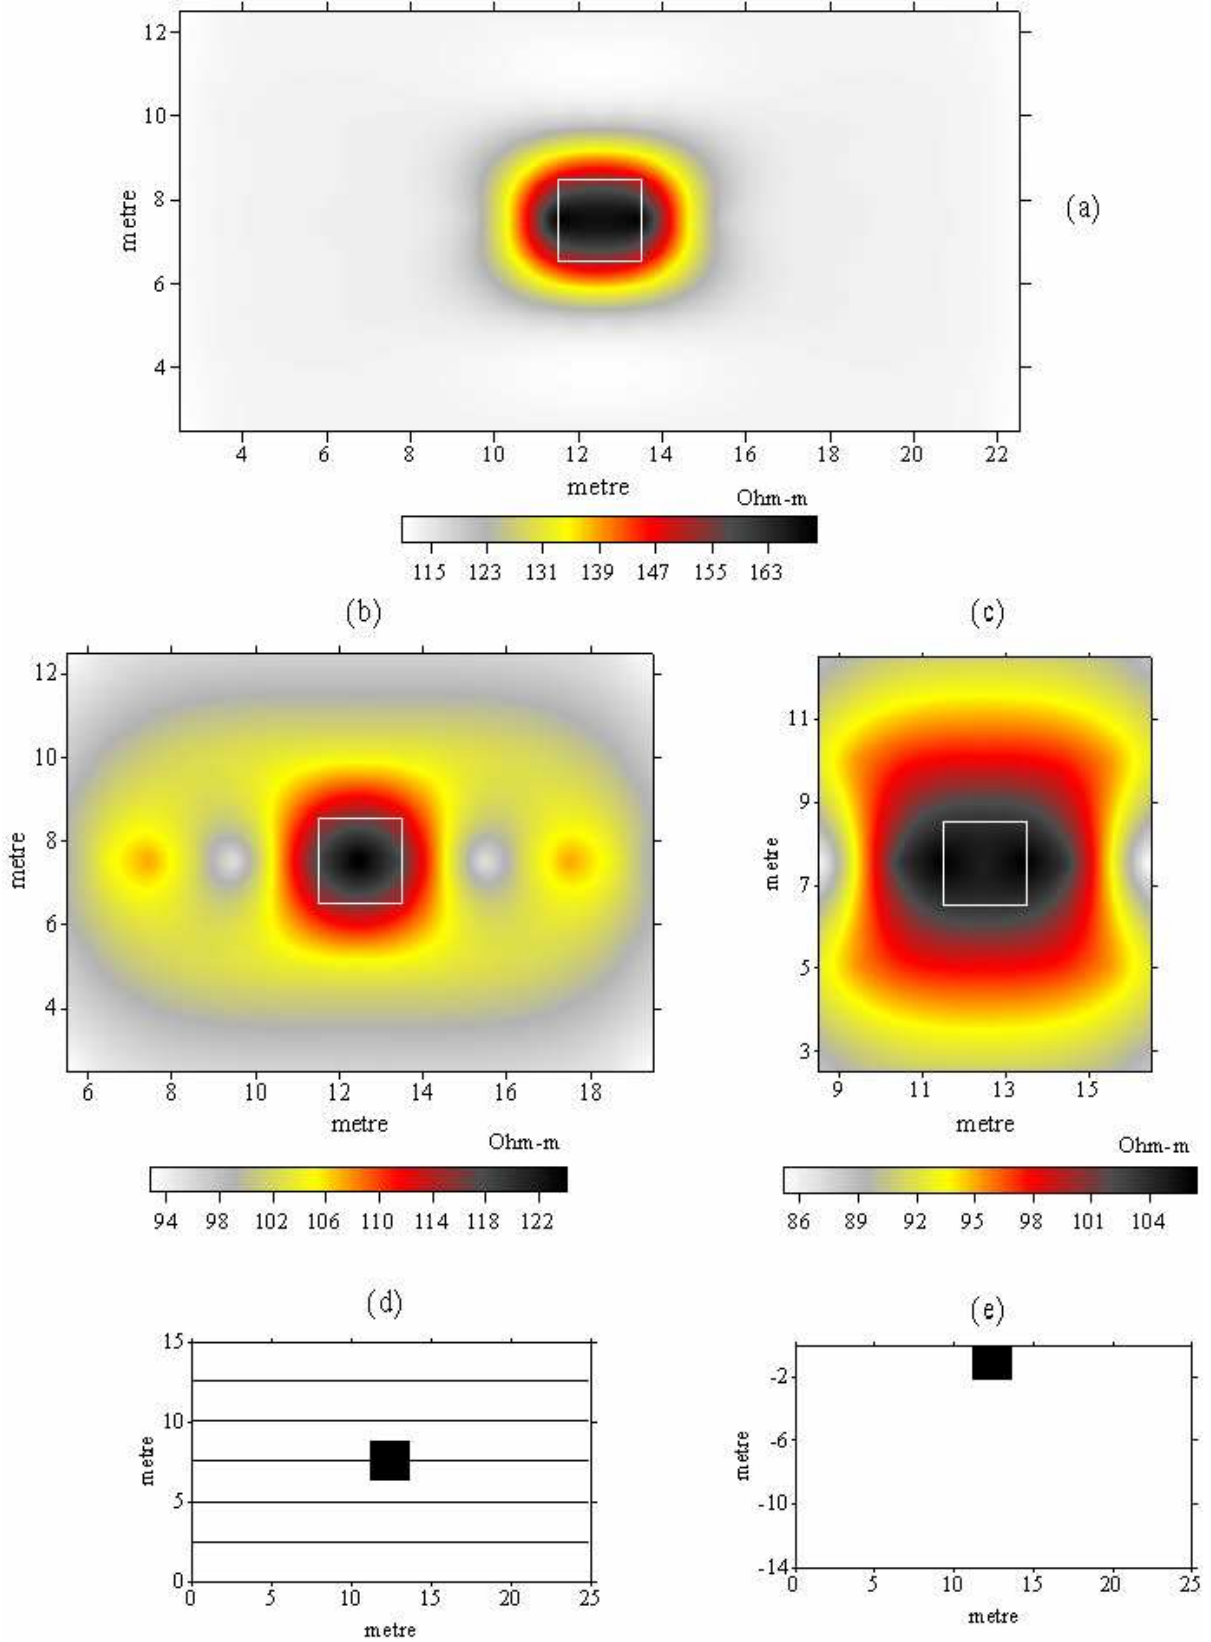 12
10
8
6
4
metre
(a)
4 6 8 10 12 14 16 18 20 22
metre
Ohm-m
115 123 131 139 147 155 163
(b)
12
10
8
6
4
metre
6 8 10 12 14 16 18
metre
Ohm-m
94 98 102 106 110 114 118 122
(c)
11
9
7
5
3
metre
9 11 13 15
metre
Ohm-m
86 89 92 95 98 101 104
(d)
15
10
5
0
metre
0 5 10 15 20 25
metre
(e)
-2
-6
-10
-14
metre
0 5 10 15 20 25
metre